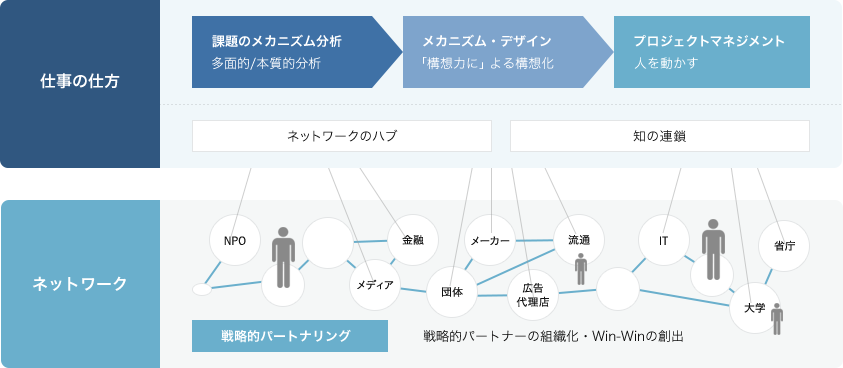 仕事の仕方
課題のメカニズム分析
多面的/本質的分析
メカニズム・デザイン
「構想力に」よる構想化
プロジェクトマネジメント
人を動かす
ネットワークのハブ
知の連鎖
ネットワーク
NPO
金融
メーカー
流通
IT
省庁
メディア
団体
広告
代理店
大学
戦略的パートナリング
戦略的パートナーの組織化・Win-Winの創出